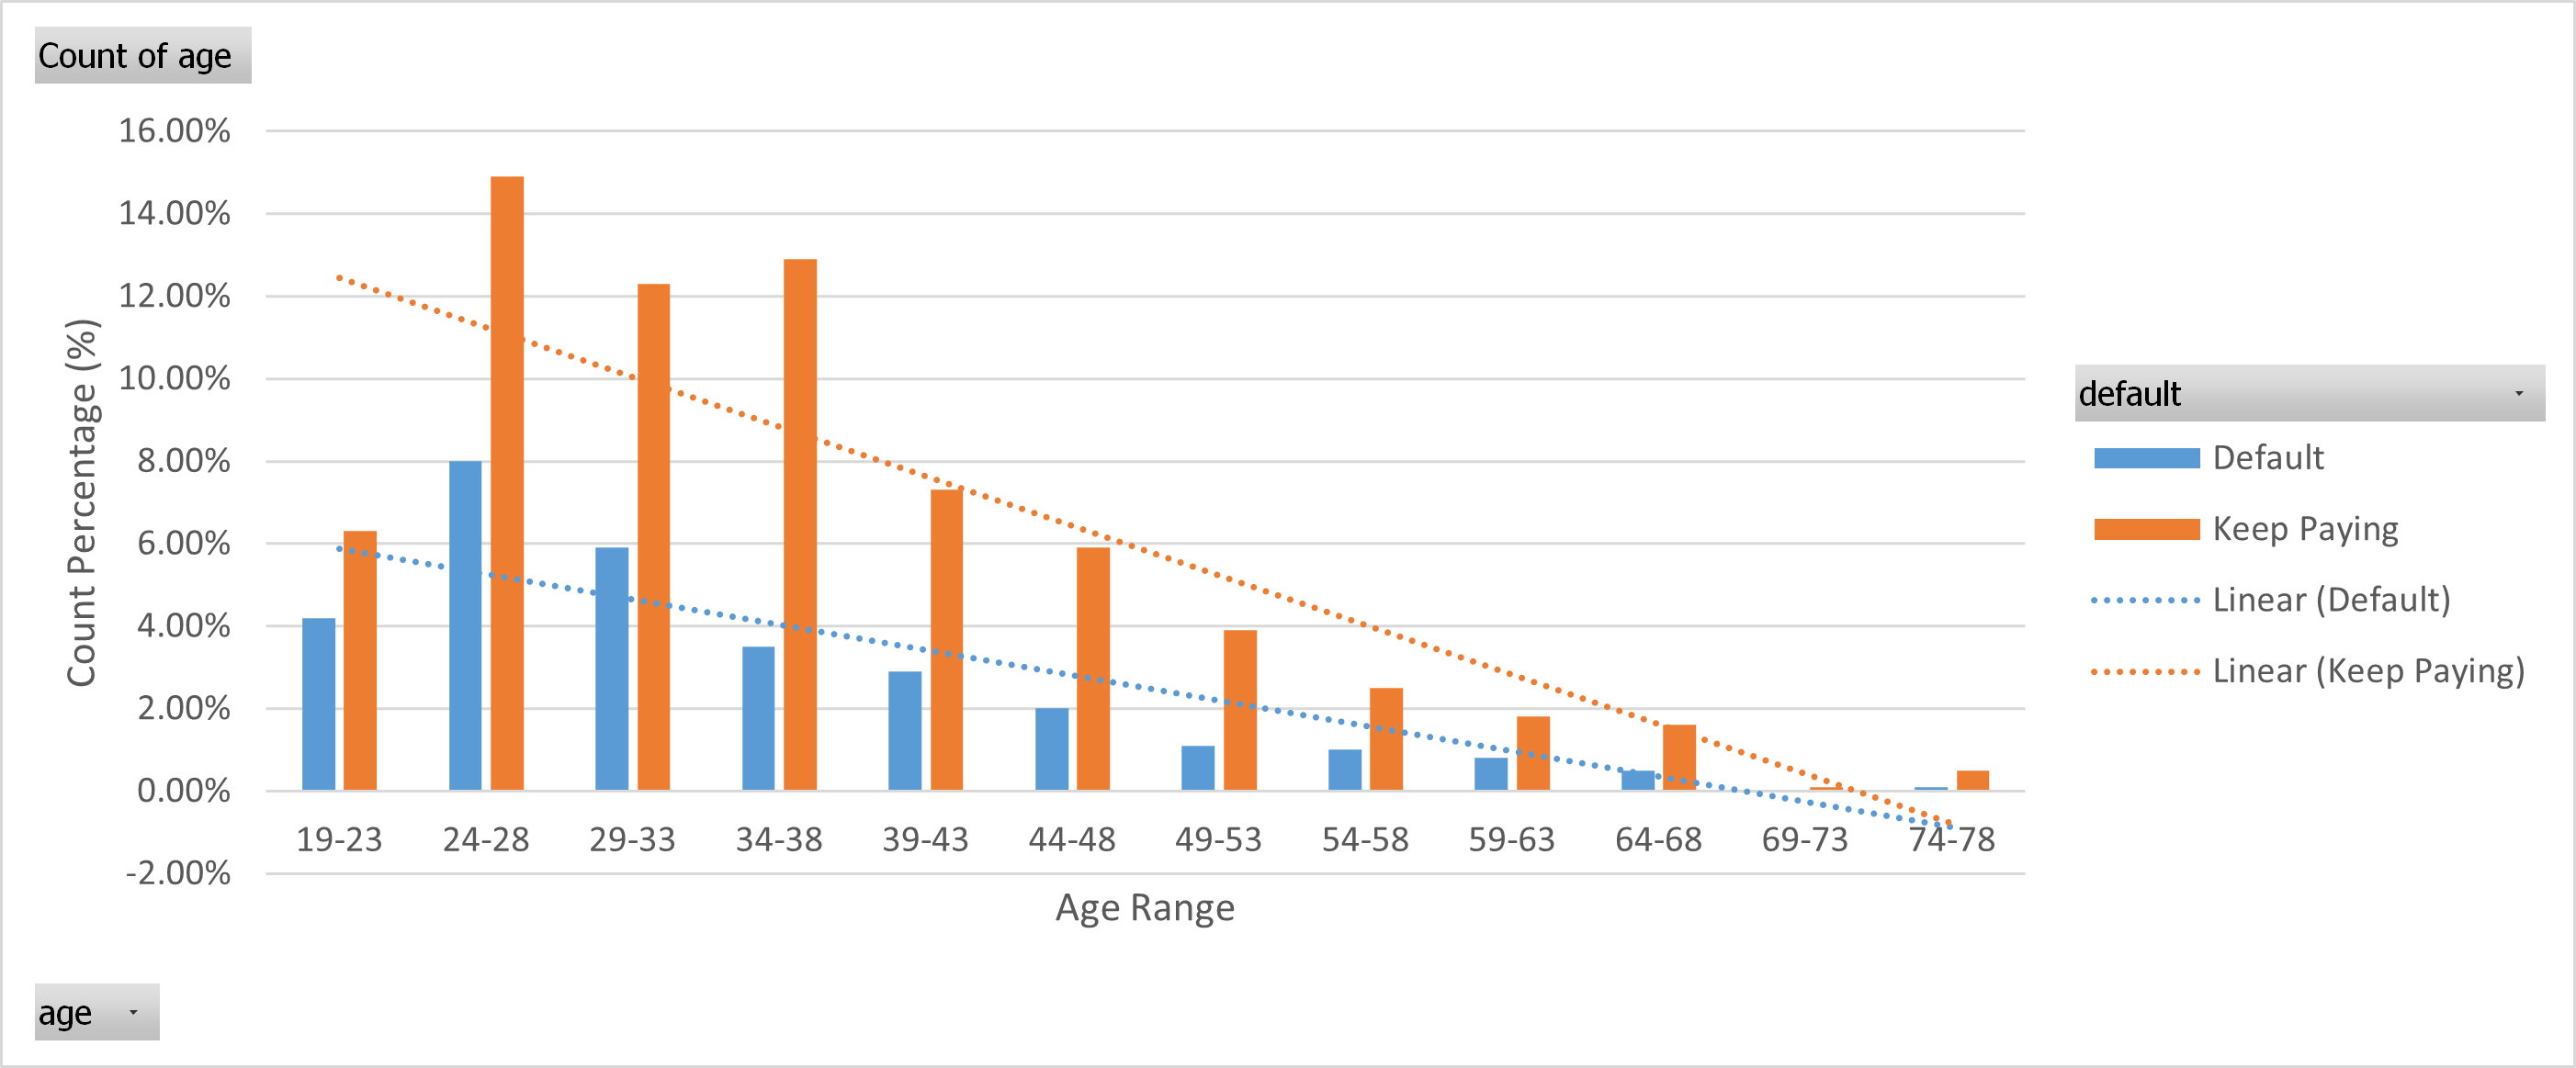 Count of age
16.00%
14.00%
12.00%
10.00%
8.00%
6.00%
4.00%
2.00%
0.00%
-2.00%
Count Percentage (%)
19-23 24-28 29-33 34-38 39-43 44-48 49-53 54-58 59-63 64-68 69-73 74-78
Age Range
default
Default
Keep Paying
Linear (Default)
Linear (Keep Paying)
age